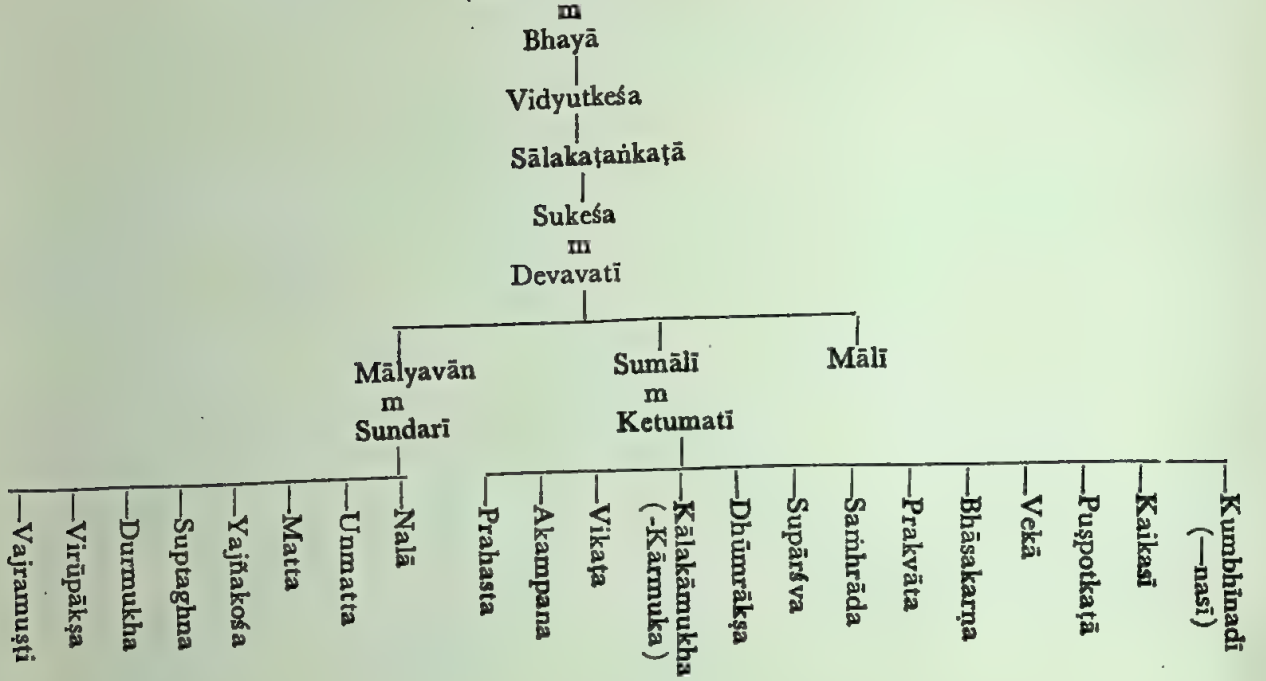 m
Bhayā
Vidyutkeśa
Sālakaṭaṅkaṭā
Sukeśa
m
Devavatī
Mālyavān
m
Sundarī
Sumālī
m
Ketumatī
Mālī
Vajramuṣṭi
Virūpākṣa
Durmukha
Suptaghna
Yajñakośa
Matta
Unmatta
Nalā
Prahasta
Akampana
Vikaṭa
Kālakāmukha
(-Kārmuka)
Dhūmrākṣa
Supārśva
Saṁhrāda
Prakvāta
Bhāsakarṇa
Vekā
Puṣpotkaṭā
Kaikasī
Kumbhīnadī
(—nasī)